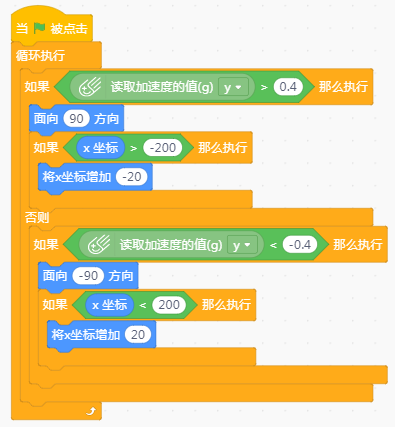 当 被点击
循环执行
如果 读取加速度的值(g) y > 0.4 那么执行
面向 90 方向
如果 x 坐标 > -200 那么执行
将x坐标增加 -20
否则
如果 读取加速度的值(g) y < -0.4 那么执行
面向 -90 方向
如果 x 坐标 < 200 那么执行
将x坐标增加 20